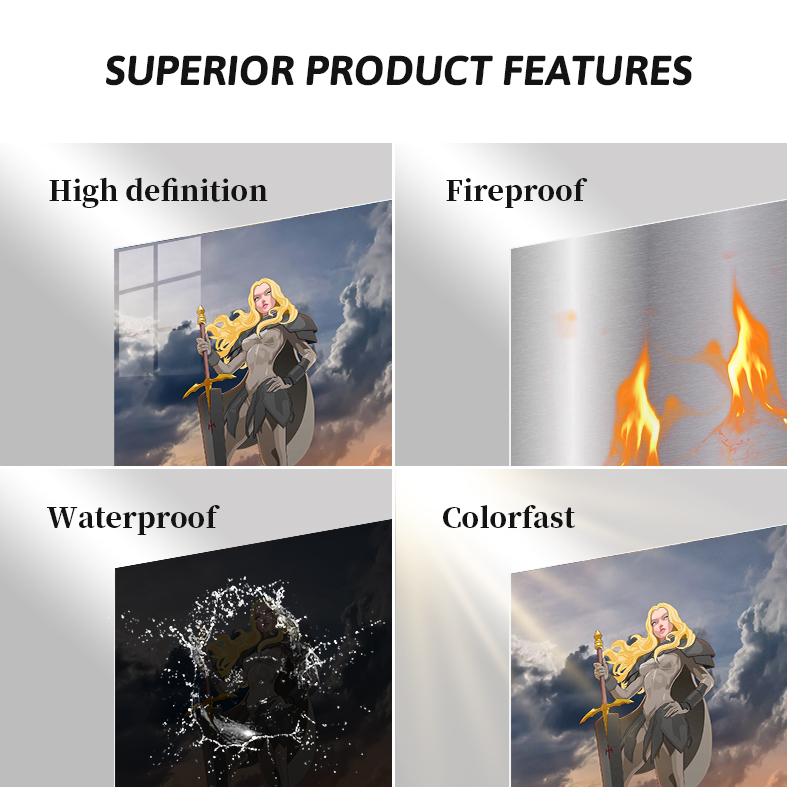 SUPERIOR PRODUCT FEATURES
High definition
Fireproof
Waterproof
Colorfast